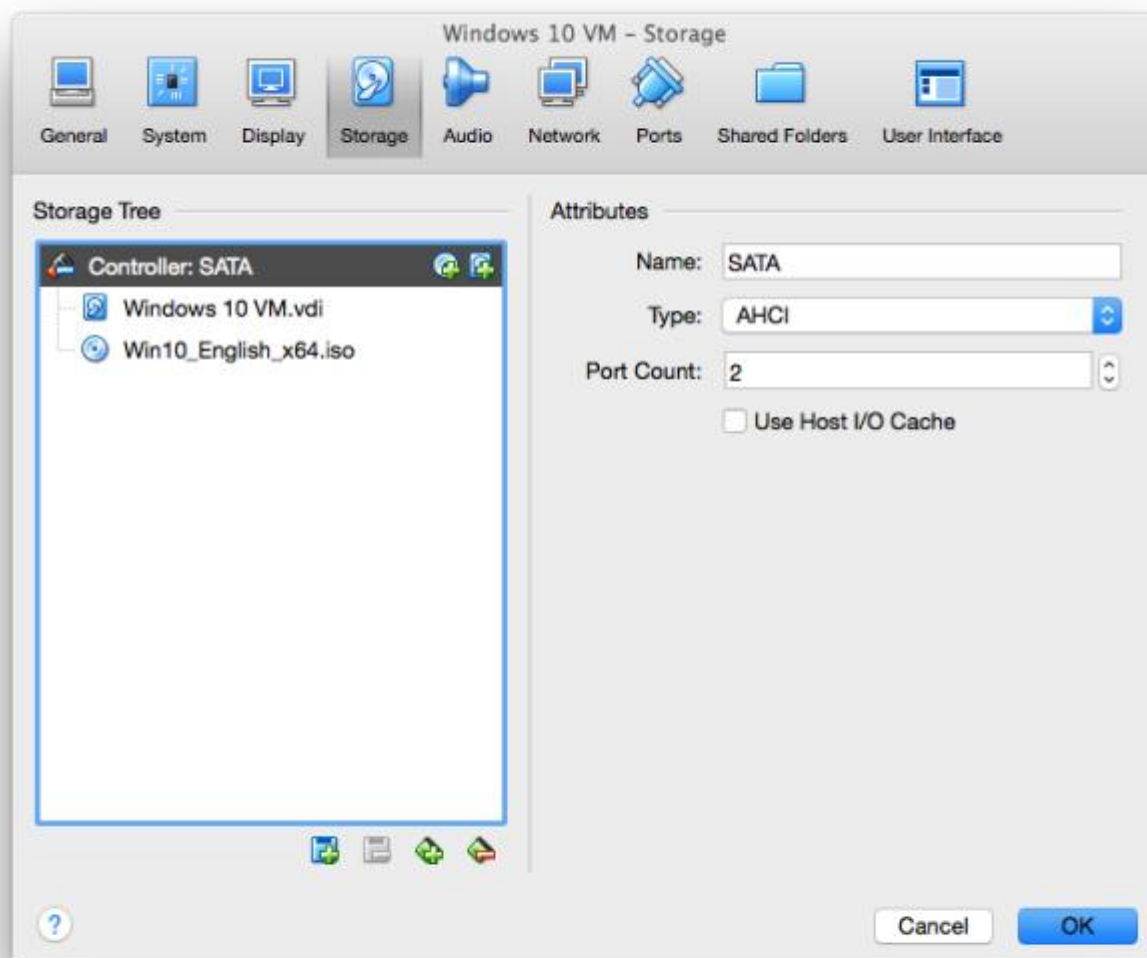 Windows 10 VM – Storage
General System Display Storage Audio Network Ports Shared Folders User Interface
Storage Tree
Controller: SATA
Windows 10 VM.vdi
Win10_English_x64.iso
Attributes
Name: SATA
Type: AHCI
Port Count: 2
Use Host I/O Cache
?
Cancel OK